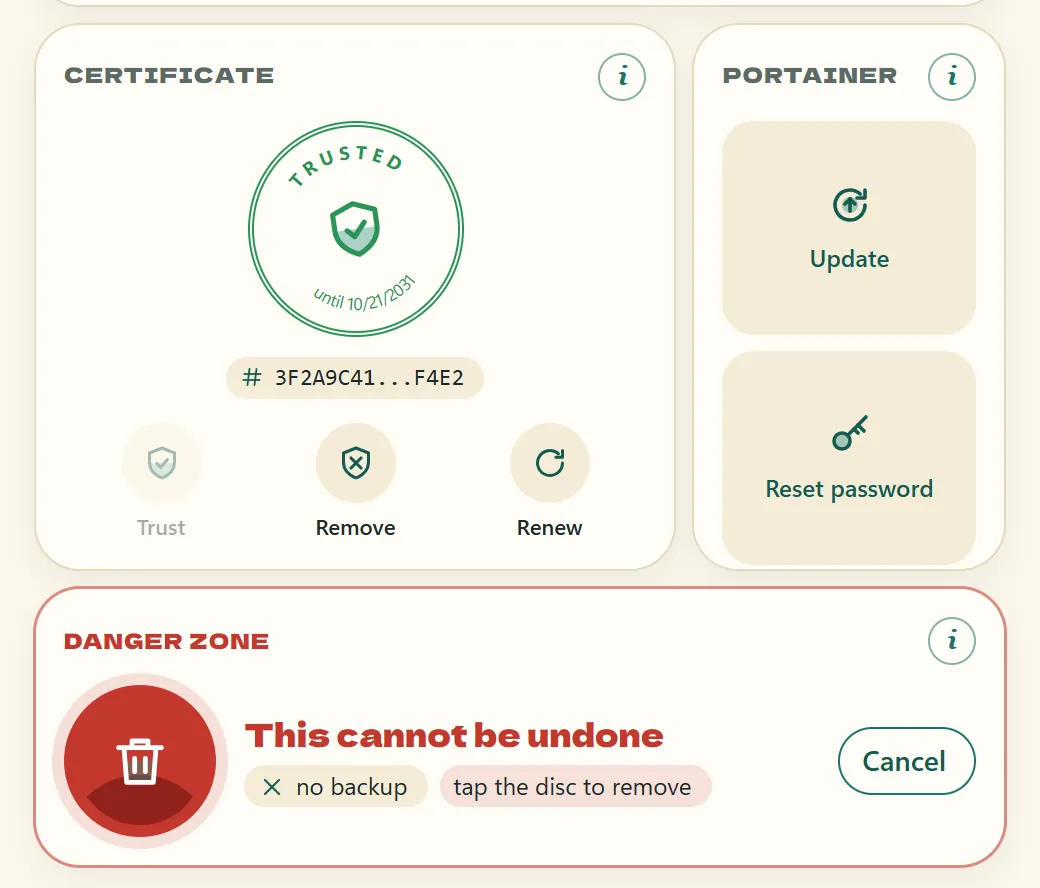 CERTIFICATE
i
TRUSTED
until 10/21/2031
# 3F2A9C41...F4E2
Trust
Remove
Renew
PORTAINER
i
Update
Reset password
DANGER ZONE
i
This cannot be undone
no backup
tap the disc to remove
Cancel